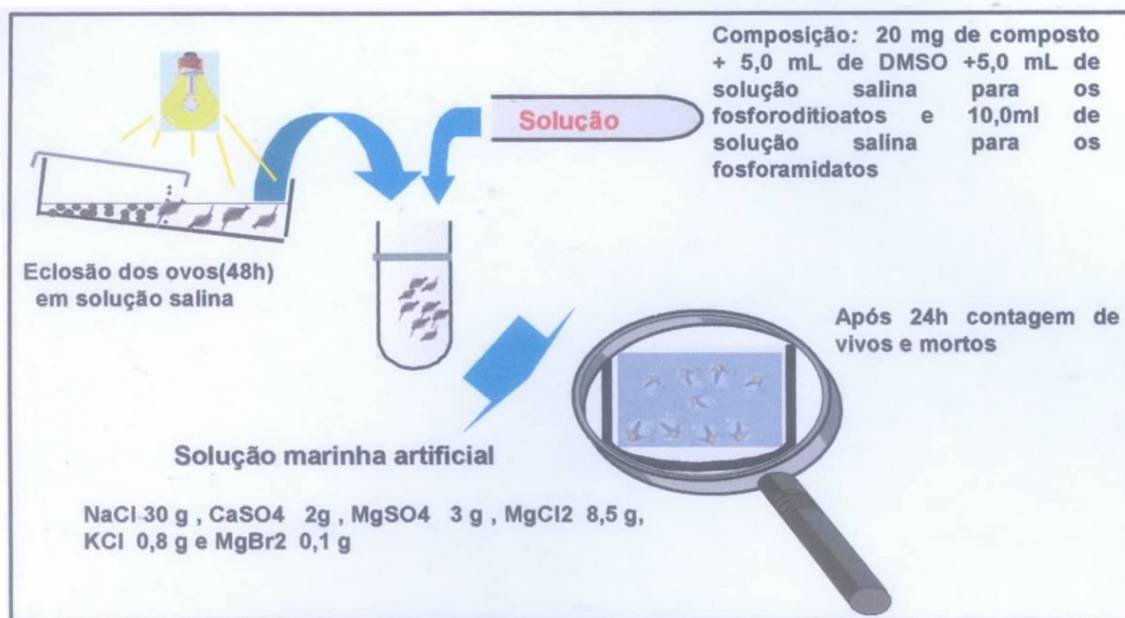 Composição: 20 mg de composto
+ 5,0 mL de DMSO +5,0 mL de
solução salina para os
fosforoditioatos e 10,0ml de
solução salina para os
fosforamidatos
Solução
Eclosão dos ovos(48h)
em solução salina
Após 24h contagem de
vivos e mortos
Solução marinha artificial
NaCl 30 g , CaSO4 2g , MgSO4 3 g , MgCl2 8,5 g,
KCl 0,8 g e MgBr2 0,1 g